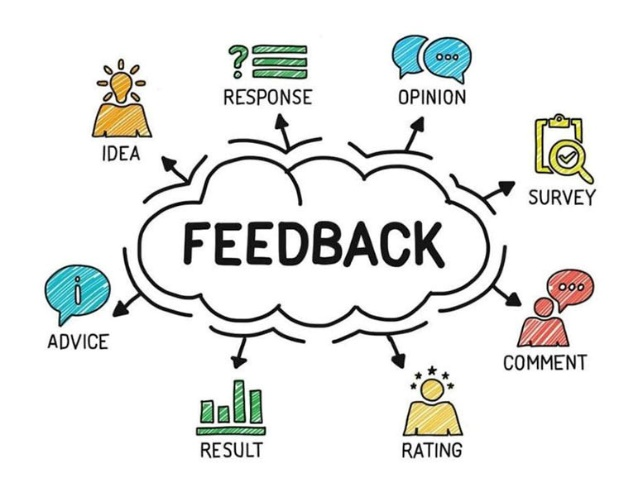 RESPONSE
OPINION
IDEA
SURVEY
FEEDBACK
ADVICE
COMMENT
RESULT
RATING